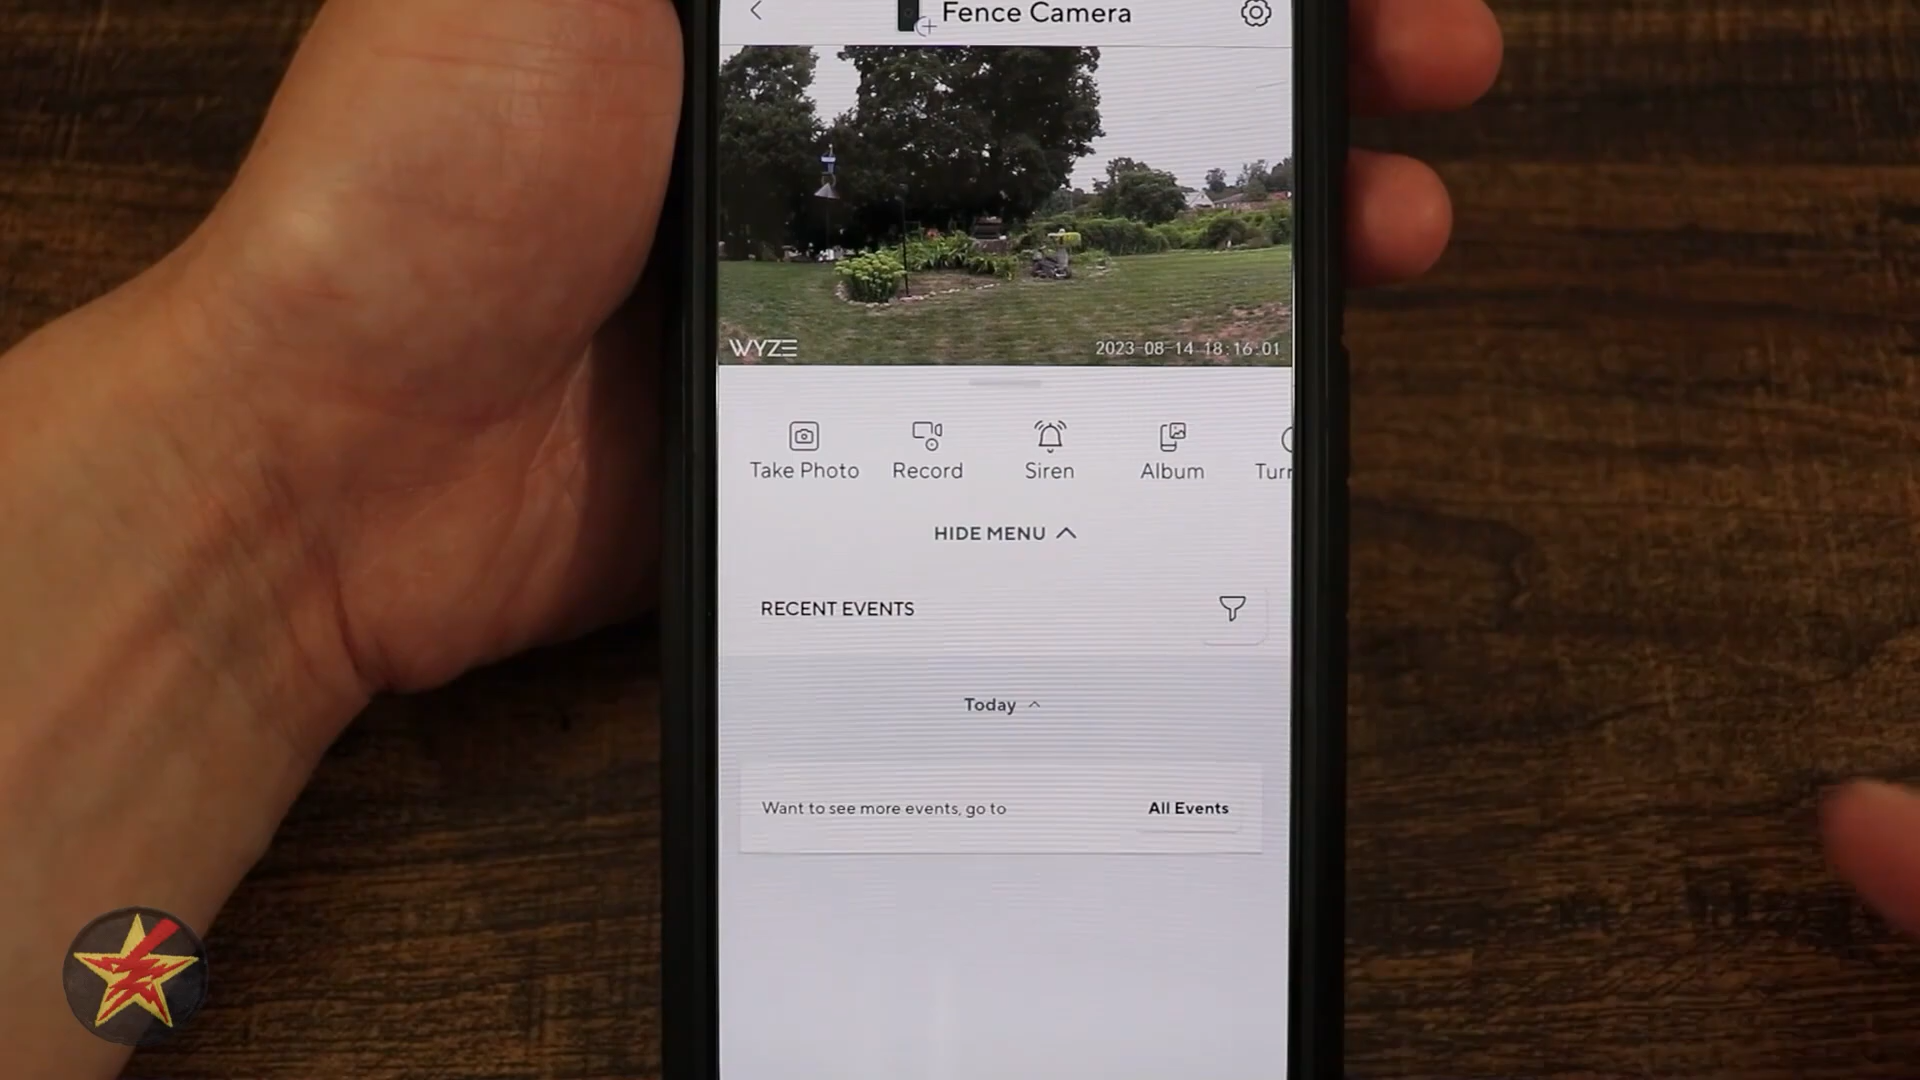 Fence Camera
WYZE
2023-08-14 18:16:01
Take Photo
Record
Siren
Album
Turr
HIDE MENU
RECENT EVENTS
Today
Want to see more events, go to
All Events